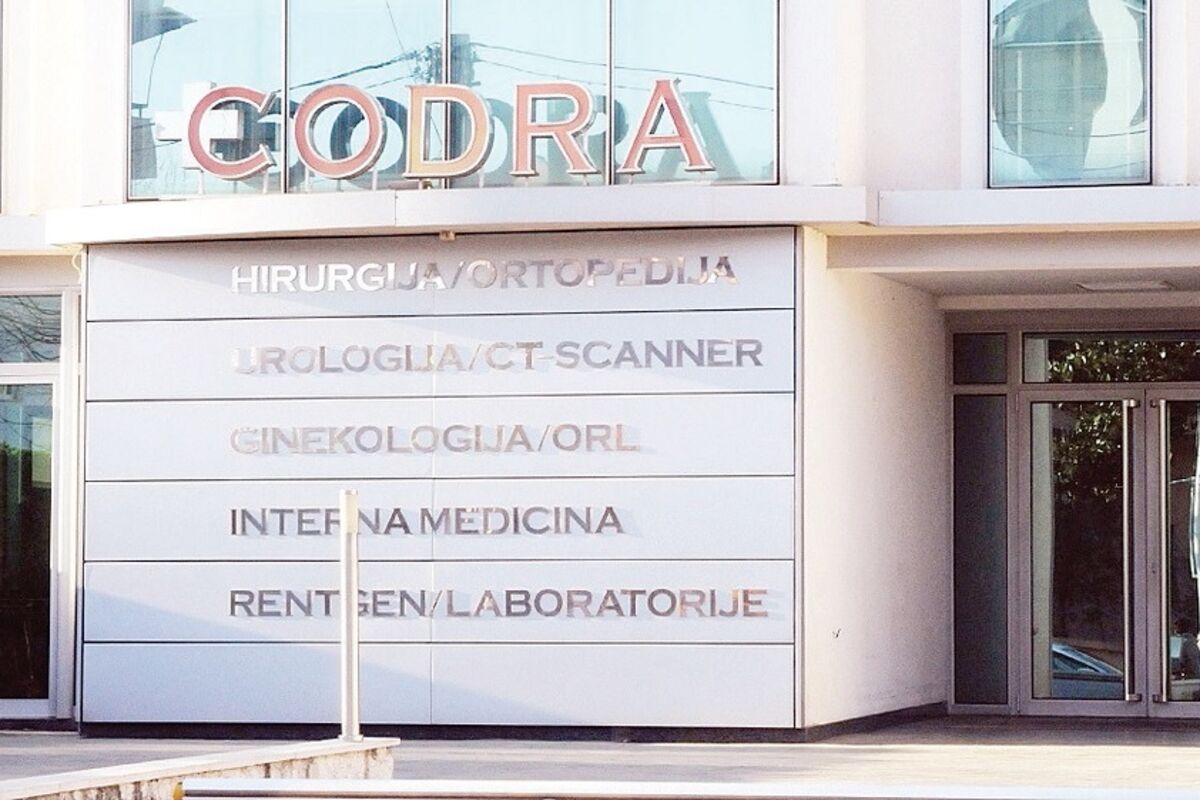 CODRA
HIRURGIJA/ORTOPEDIJA
UROLOGIJA/CT-SCANNER
GINEKOLOGIJA/ORL
INTERNA MEDICINA
RENTGEN/LABORATORIJE